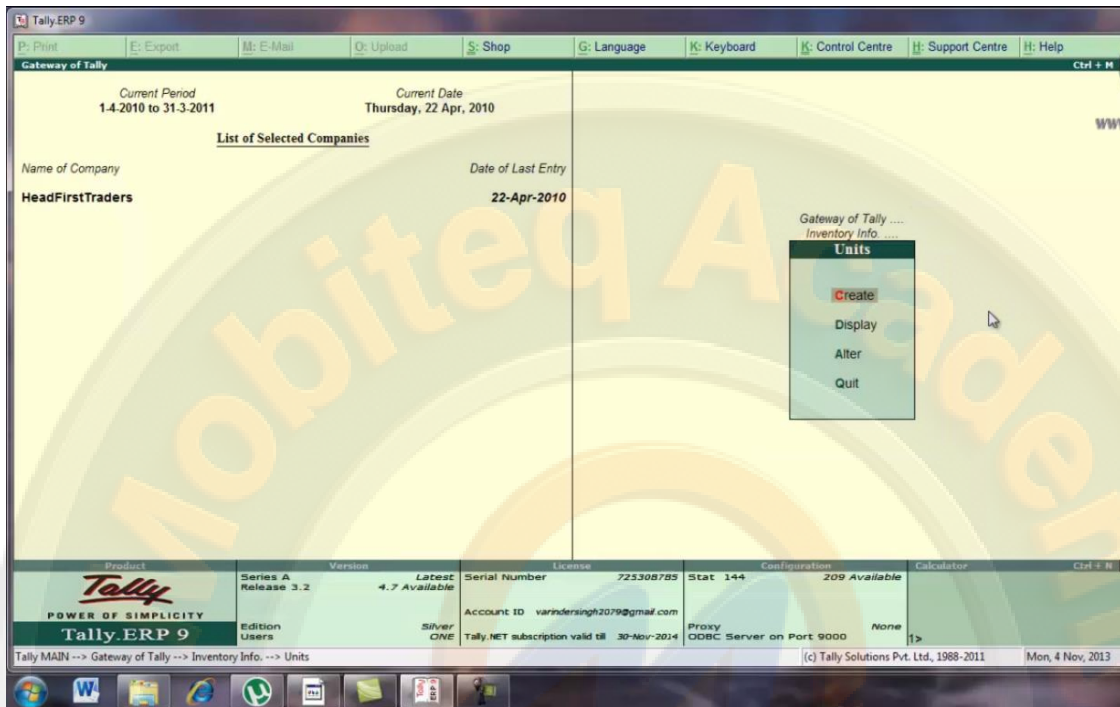 Tally.ERP 9
P: Print E: Export M: E-Mail O: Upload S: Shop G: Language K: Keyboard K: Control Centre H: Support Centre H: Help
Gateway of Tally Ctrl + M
Current Period Current Date
1-4-2010 to 31-3-2011 Thursday, 22 Apr, 2010
List of Selected Companies
Name of Company Date of Last Entry
HeadFirstTraders 22-Apr-2010
Gateway of Tally ....
Inventory Info. ....
Units
Create
Display
Alter
Quit
Mobiteq Academ
Product Version License Configuration Calculator Ctrl + N
Tally
POWER OF SIMPLICITY
Tally.ERP 9
Series A Latest
Release 3.2 4.7 Available
Edition Silver
Users ONE
Serial Number 725308785
Account ID varindersingh2079@gmail.com
Tally.NET subscription valid till 30-Nov-2014
Stat 144 209 Available
Proxy None
ODBC Server on Port 9000
1>
Tally MAIN --> Gateway of Tally --> Inventory Info. --> Units (c) Tally Solutions Pvt. Ltd., 1988-2011 Mon, 4 Nov, 2013